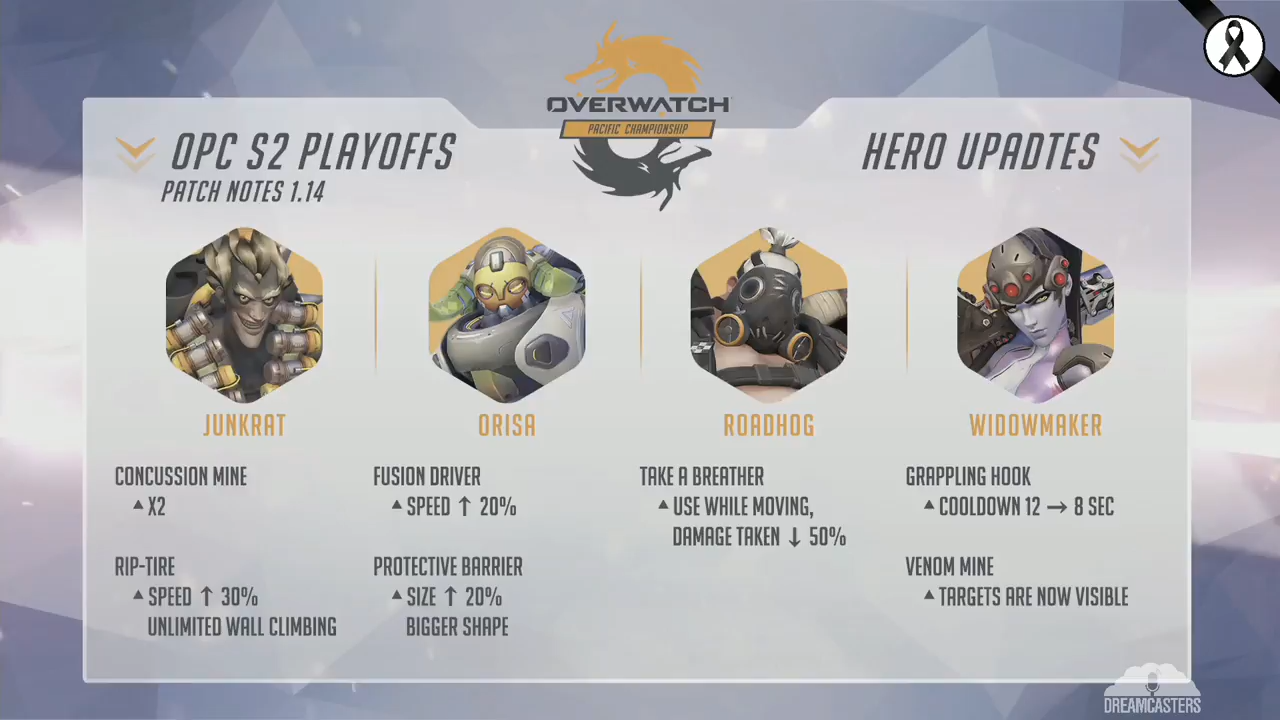 OVERWATCH
PACIFIC CHAMPIONSHIP
OPC S2 PLAYOFFS
PATCH NOTES 1.14
HERO UPADTES
JUNKRAT
CONCUSSION MINE
▲ X2
RIP-TIRE
▲ SPEED ↑ 30%
UNLIMITED WALL CLIMBING
ORISA
FUSION DRIVER
▲ SPEED ↑ 20%
PROTECTIVE BARRIER
▲ SIZE ↑ 20%
BIGGER SHAPE
ROADHOG
TAKE A BREATHER
▲ USE WHILE MOVING,
DAMAGE TAKEN ↓ 50%
WIDOWMAKER
GRAPPLING HOOK
▲ COOLDOWN 12 → 8 SEC
VENOM MINE
▲ TARGETS ARE NOW VISIBLE
DREAMCASTERS